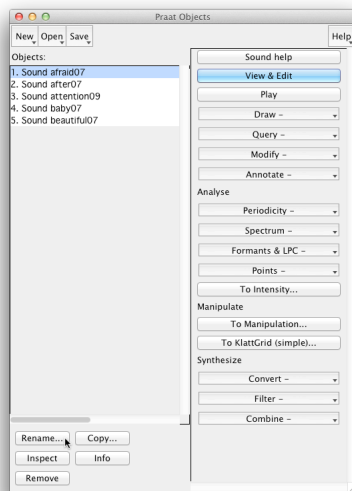 Praat Objects
New Open Save Help
Objects:
1. Sound afraid07
2. Sound after07
3. Sound attention09
4. Sound baby07
5. Sound beautiful07
Sound help
View & Edit
Play
Draw –
Query –
Modify –
Annotate –
Analyse
Periodicity –
Spectrum –
Formants & LPC –
Points –
To Intensity...
Manipulate
To Manipulation...
To KlattGrid (simple)...
Synthesize
Convert –
Filter –
Combine –
Rename... Copy...
Inspect Info
Remove